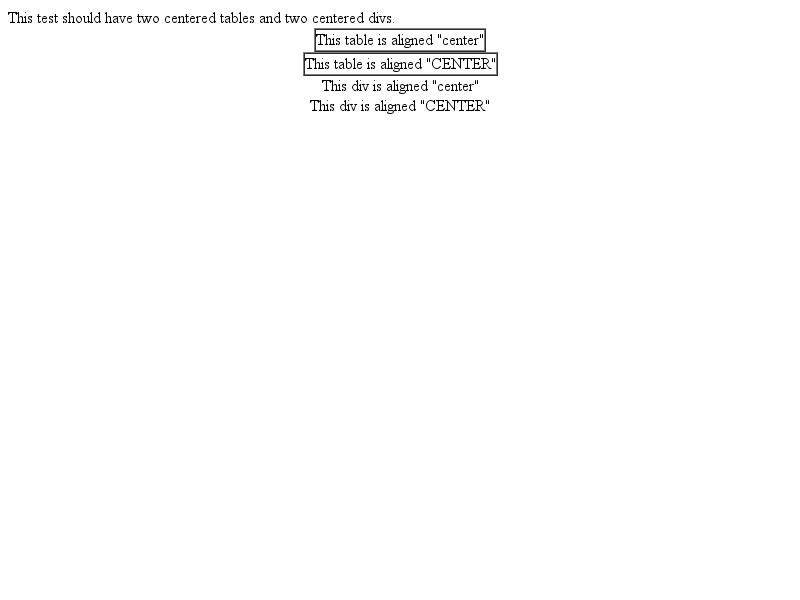 This test should have two centered tables and two centered divs.
This table is aligned "center"
This table is aligned "CENTER"
This div is aligned "center"
This div is aligned "CENTER"